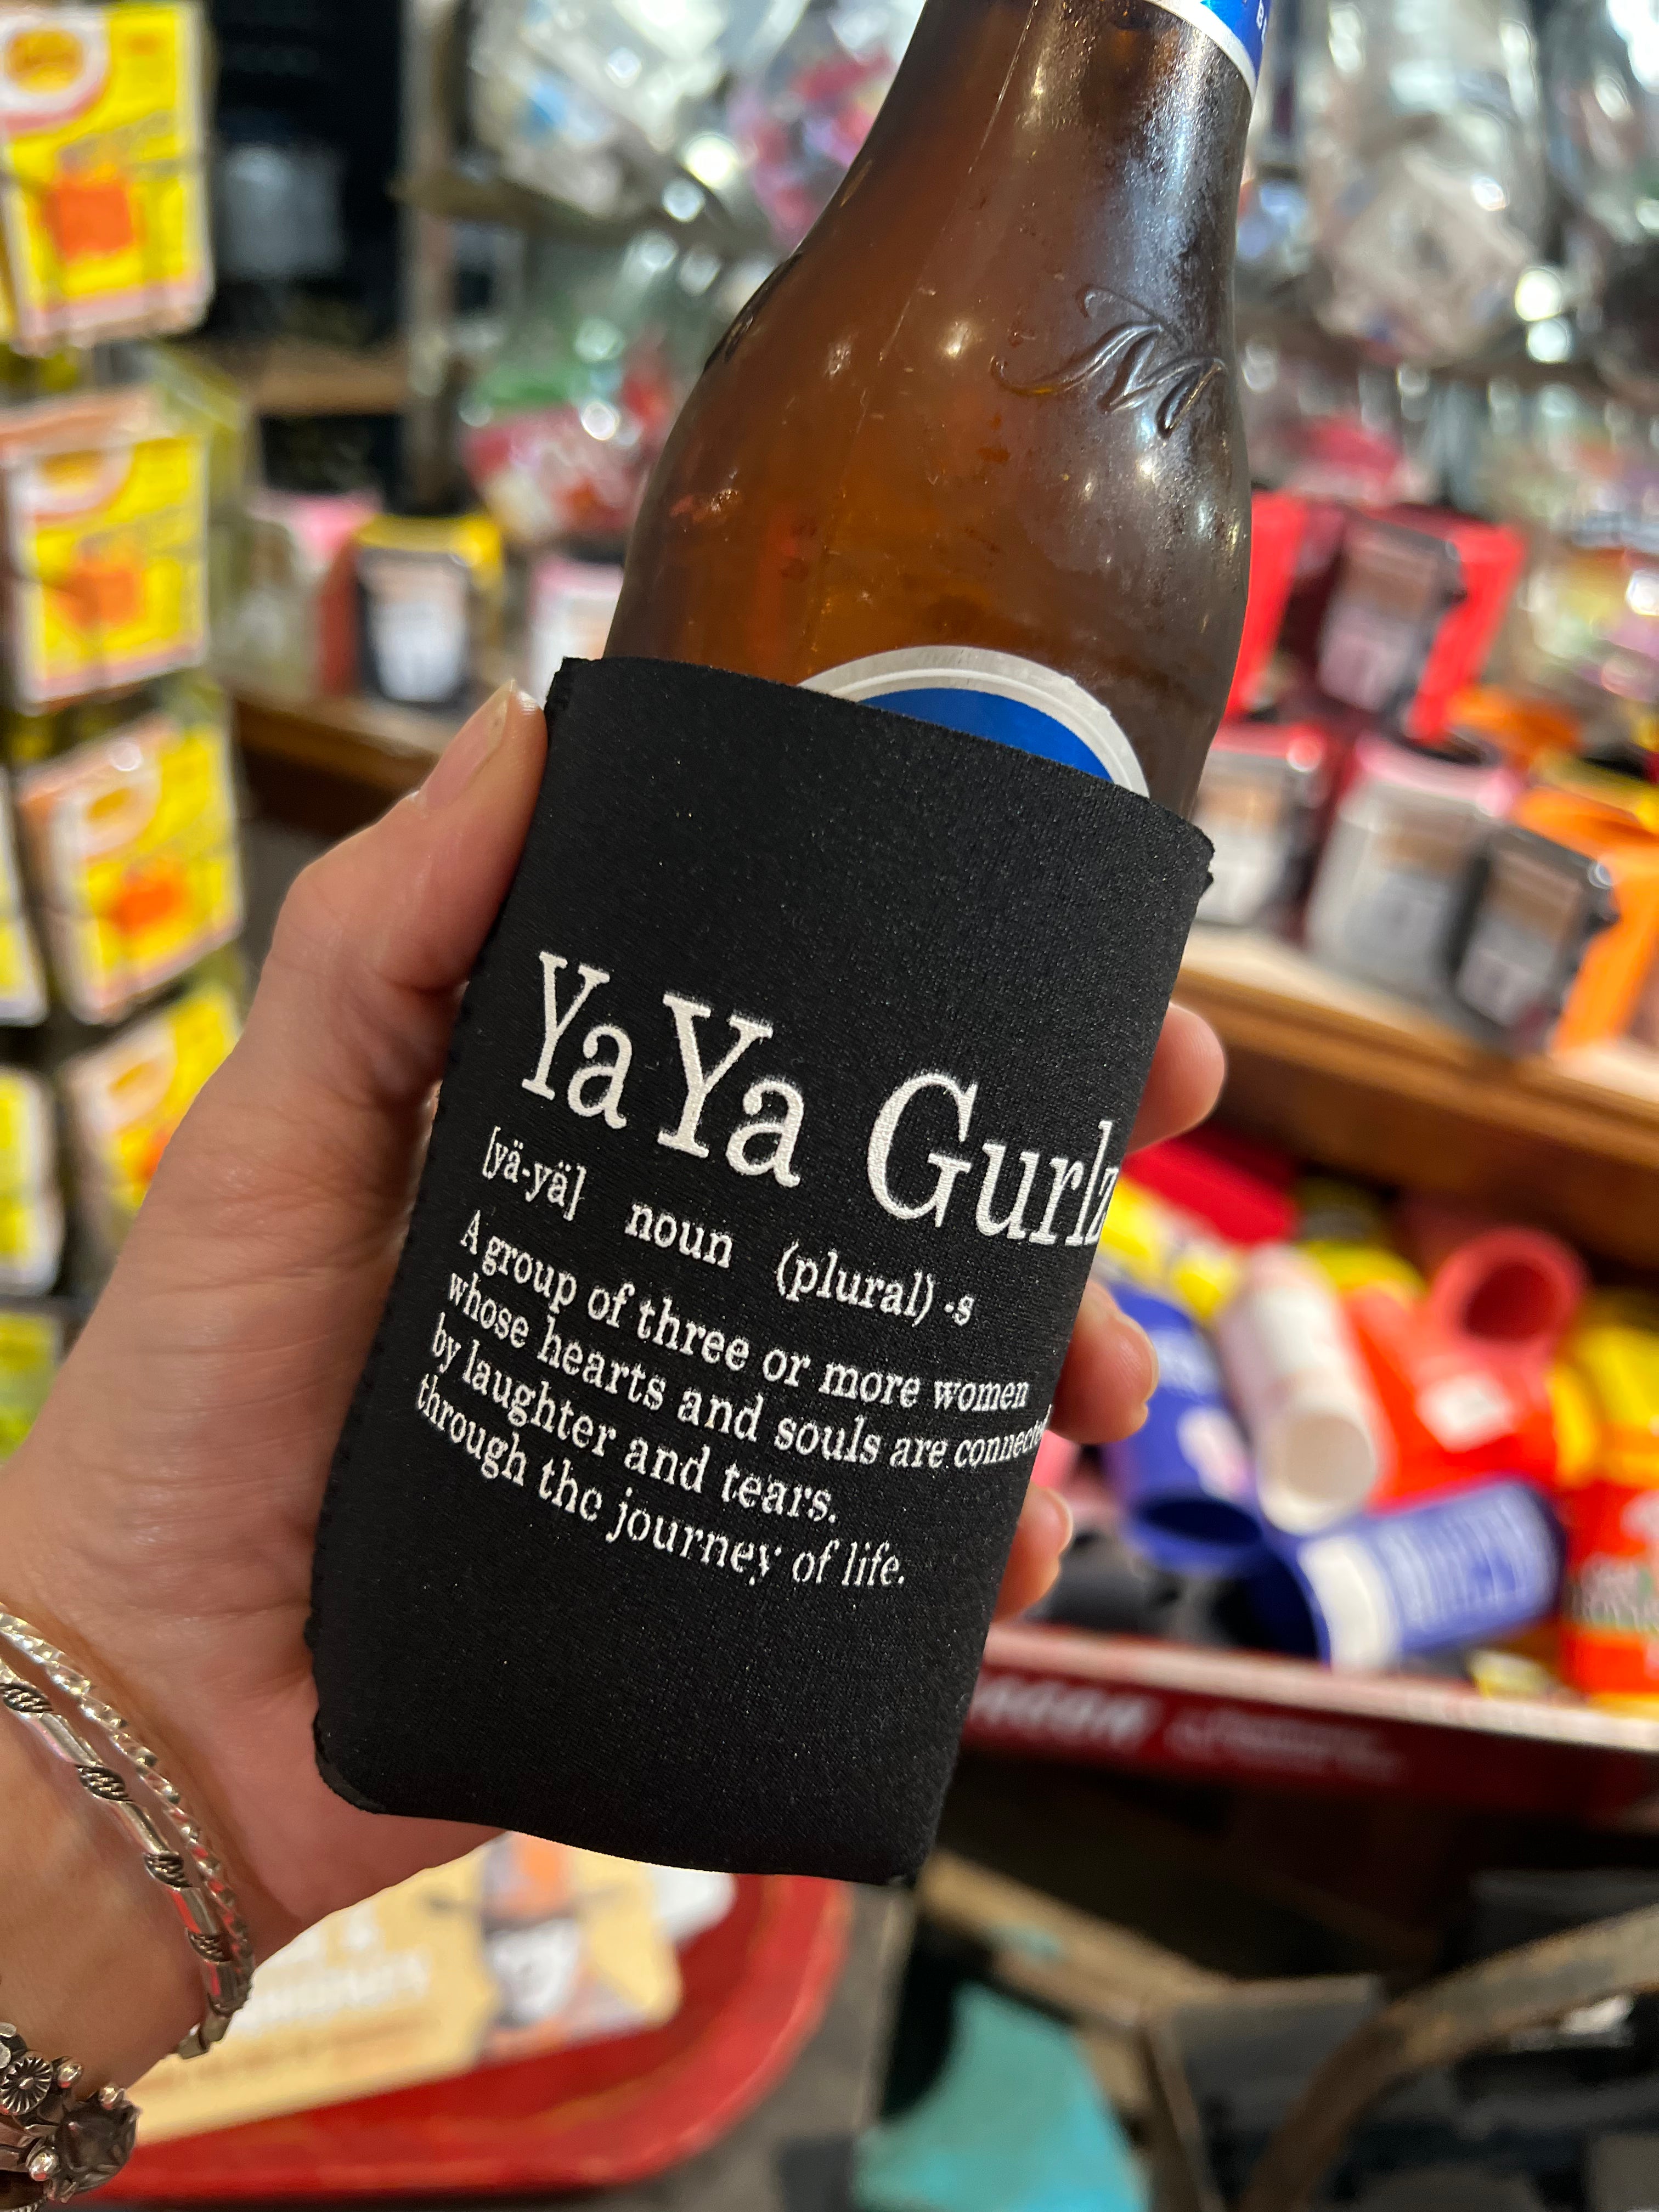 M
YaYa Gurlz
[yä-yä] noun (plural) -s
A group of three or more women
whose hearts and souls are connected
by laughter and tears.
through the journey of life.